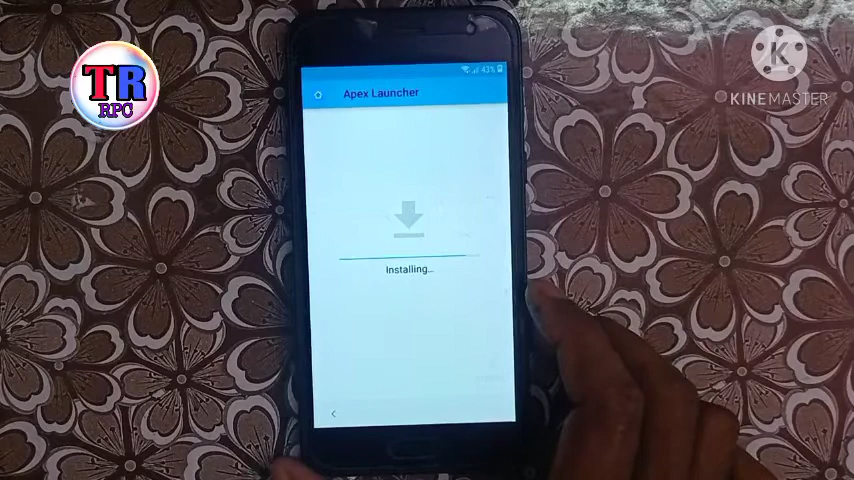 TR
RPC
KINEMASTER
43%
Apex Launcher
Installing...